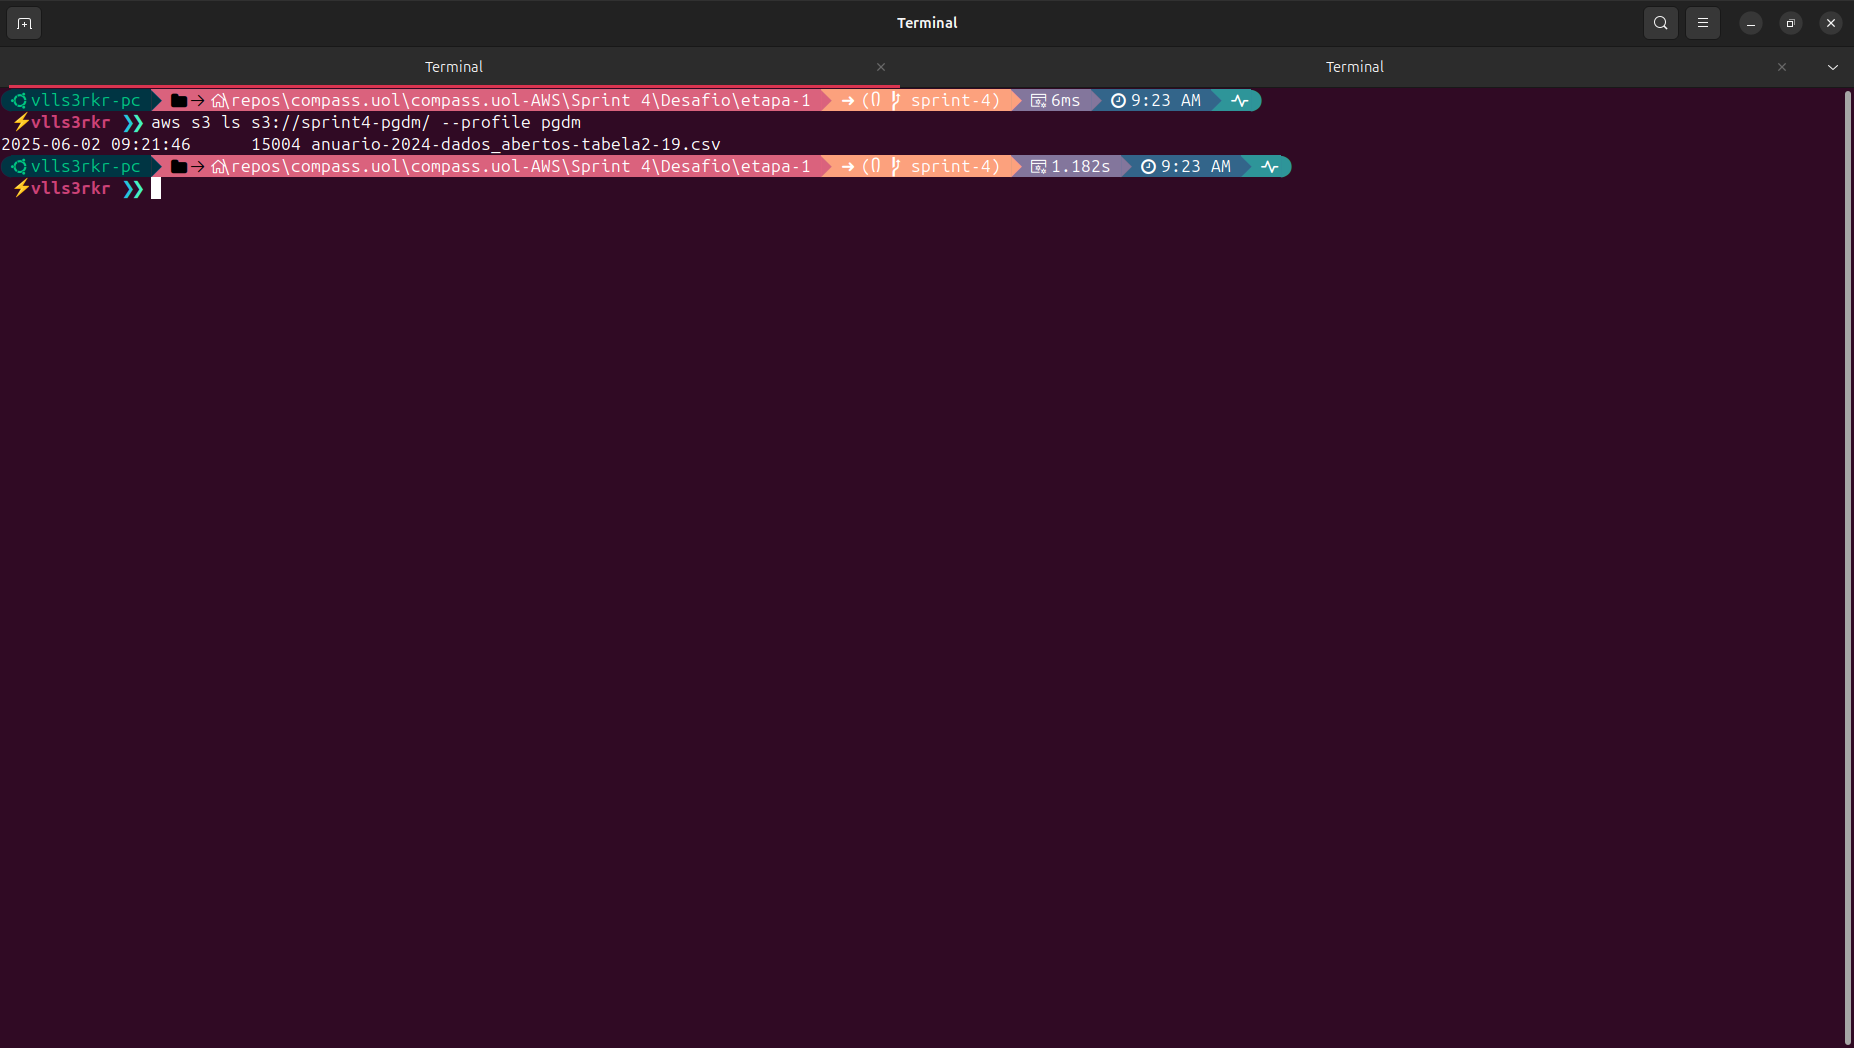 Terminal
Terminal
Terminal
vlls3rkr-pc \repos\compass.uol\compass.uol-AWS\Sprint 4\Desafio\etapa-1 ➜ ( sprint-4) 6ms 9:23 AM
⚡vlls3rkr ❯❯ aws s3 ls s3://sprint4-pgdm/ --profile pgdm
2025-06-02 09:21:46 15004 anuario-2024-dados_abertos-tabela2-19.csv
vlls3rkr-pc \repos\compass.uol\compass.uol-AWS\Sprint 4\Desafio\etapa-1 ➜ ( sprint-4) 1.182s 9:23 AM
⚡vlls3rkr ❯❯